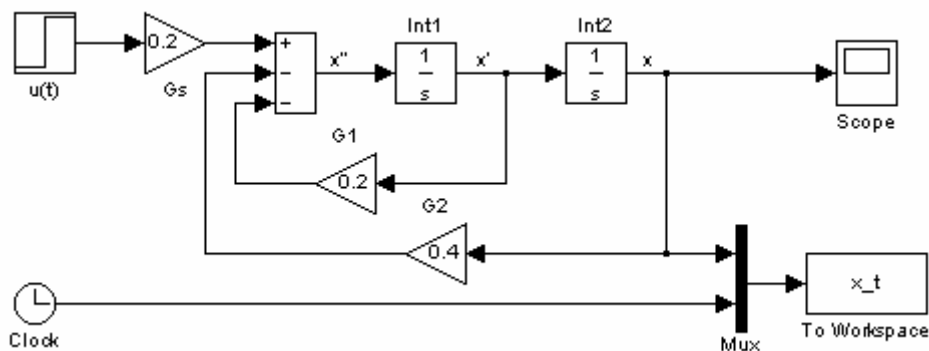 u(t)
0.2
Gs
+
−
−
x"
Int1
1
s
x'
Int2
1
s
x
Scope
G1
0.2
G2
0.4
Clock
Mux
x_t
To Workspace